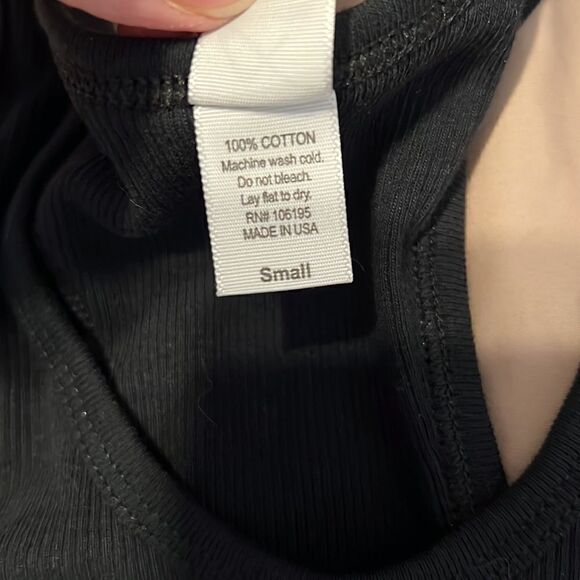 100% COTTON
Machine wash cold.
Do not bleach.
Lay flat to dry.
RN# 106195
MADE IN USA
Small